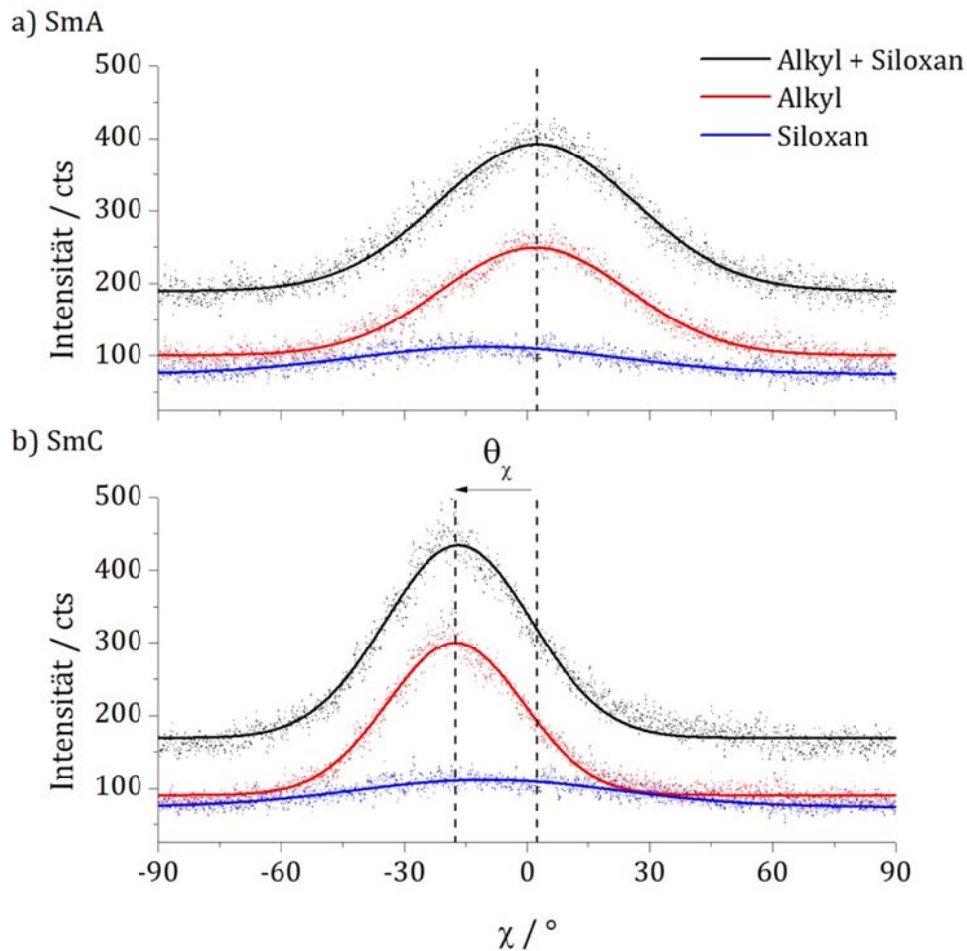 a) SmA
Alkyl + Siloxan
Alkyl
Siloxan
500
400
300
200
100
Intensität / cts
b) SmC
θχ
500
400
300
200
100
Intensität / cts
-90 -60 -30 0 30 60 90
χ / °